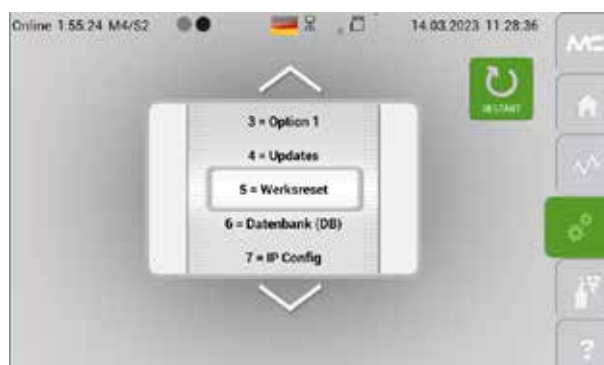 Online 1:55.24 M4/S2
14.03.2023 11:28:36
MC
RESTART
3 = Option 1
4 = Updates
5 = Werksreset
6 = Datenbank (DB)
7 = IP Config
?